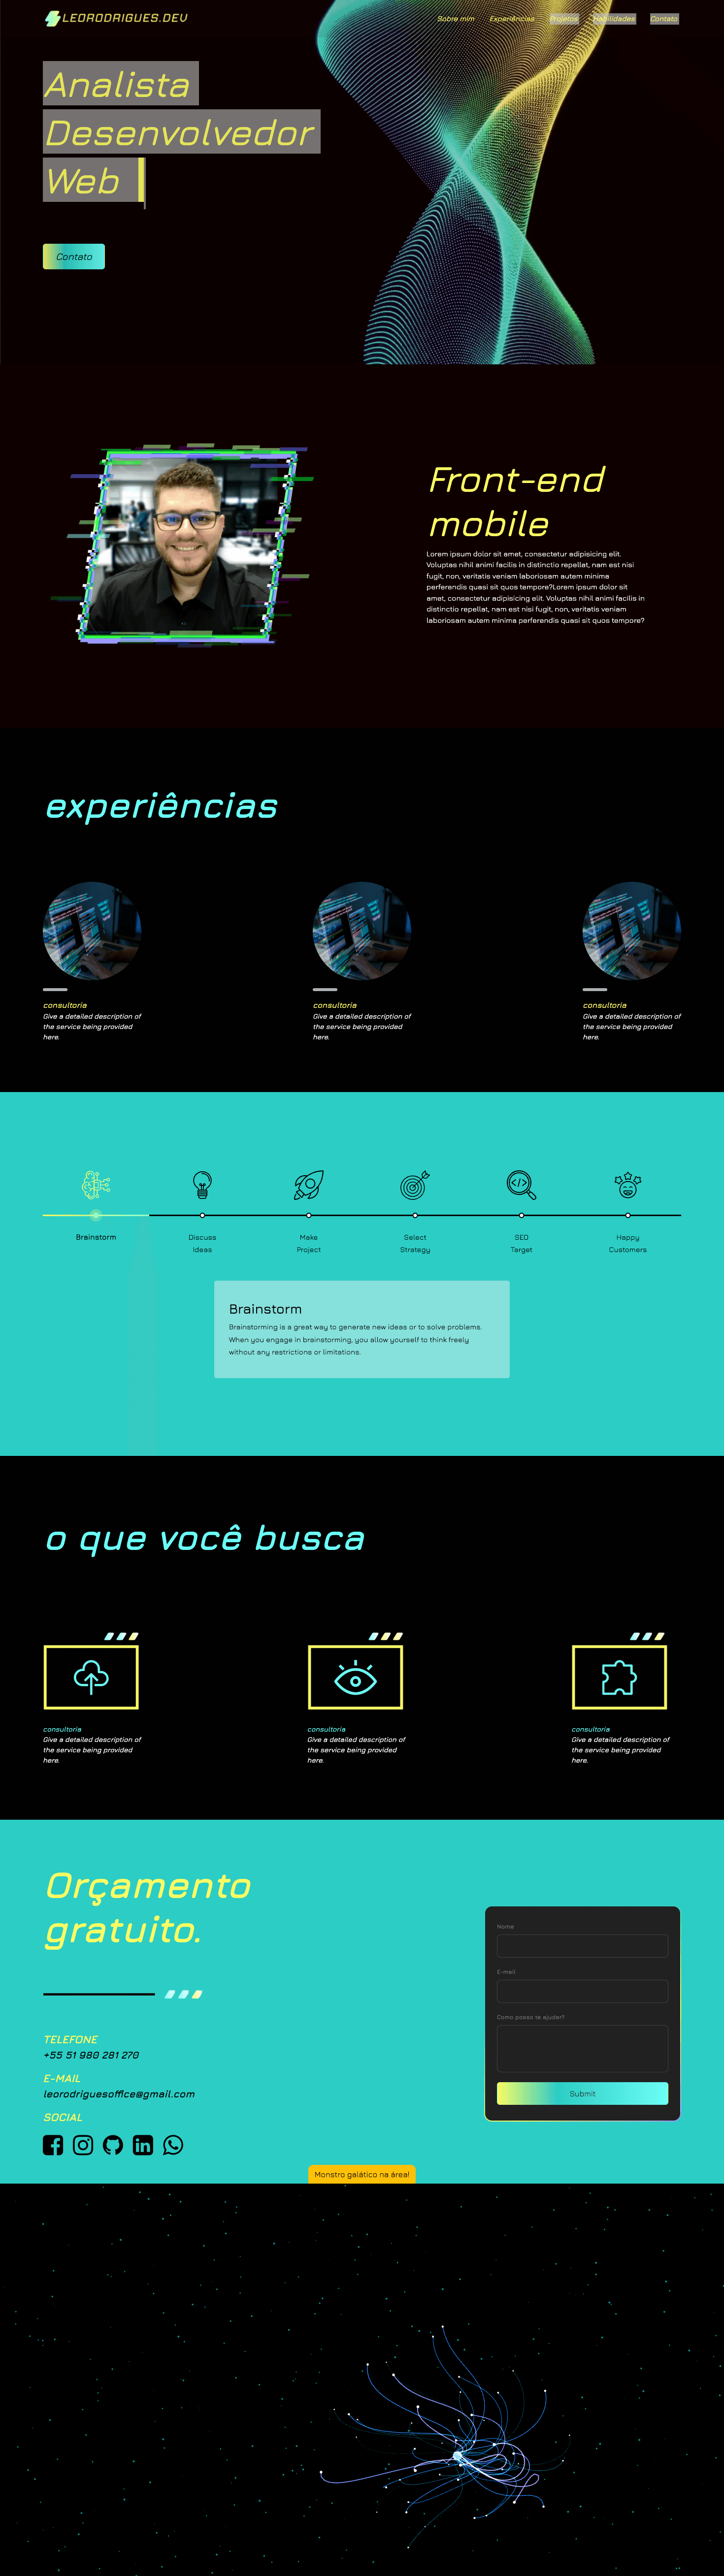 LEORODRIGUES.DEV
Sobre mim Experiências Projetos Habilidades Contato
Analista
Desenvolvedor
Web
Contato
Front-end
mobile
Lorem ipsum dolor sit amet, consectetur adipisicing elit.
Voluptas nihil animi facilis in distinctio repellat, nam est nisi
fugit, non, veritatis veniam laboriosam autem minima
perferendis quasi sit quos tempore?Lorem ipsum dolor sit
amet, consectetur adipisicing elit. Voluptas nihil animi facilis in
distinctio repellat, nam est nisi fugit, non, veritatis veniam
laboriosam autem minima perferendis quasi sit quos tempore?
experiências
consultoria
Give a detailed description of
the service being provided
here.
consultoria
Give a detailed description of
the service being provided
here.
consultoria
Give a detailed description of
the service being provided
here.
Brainstorm
Discuss
Ideas
Make
Project
Select
Strategy
SEO
Target
Happy
Customers
Brainstorm
Brainstorming is a great way to generate new ideas or to solve problems.
When you engage in brainstorming, you allow yourself to think freely
without any restrictions or limitations.
o que você busca
consultoria
Give a detailed description of
the service being provided
here.
consultoria
Give a detailed description of
the service being provided
here.
consultoria
Give a detailed description of
the service being provided
here.
Orçamento
gratuito.
TELEFONE
+55 51 980 281 270
E-MAIL
leorodriguesoffice@gmail.com
SOCIAL
Nome
E-mail
Como posso te ajudar?
Submit
Monstro galático na área!